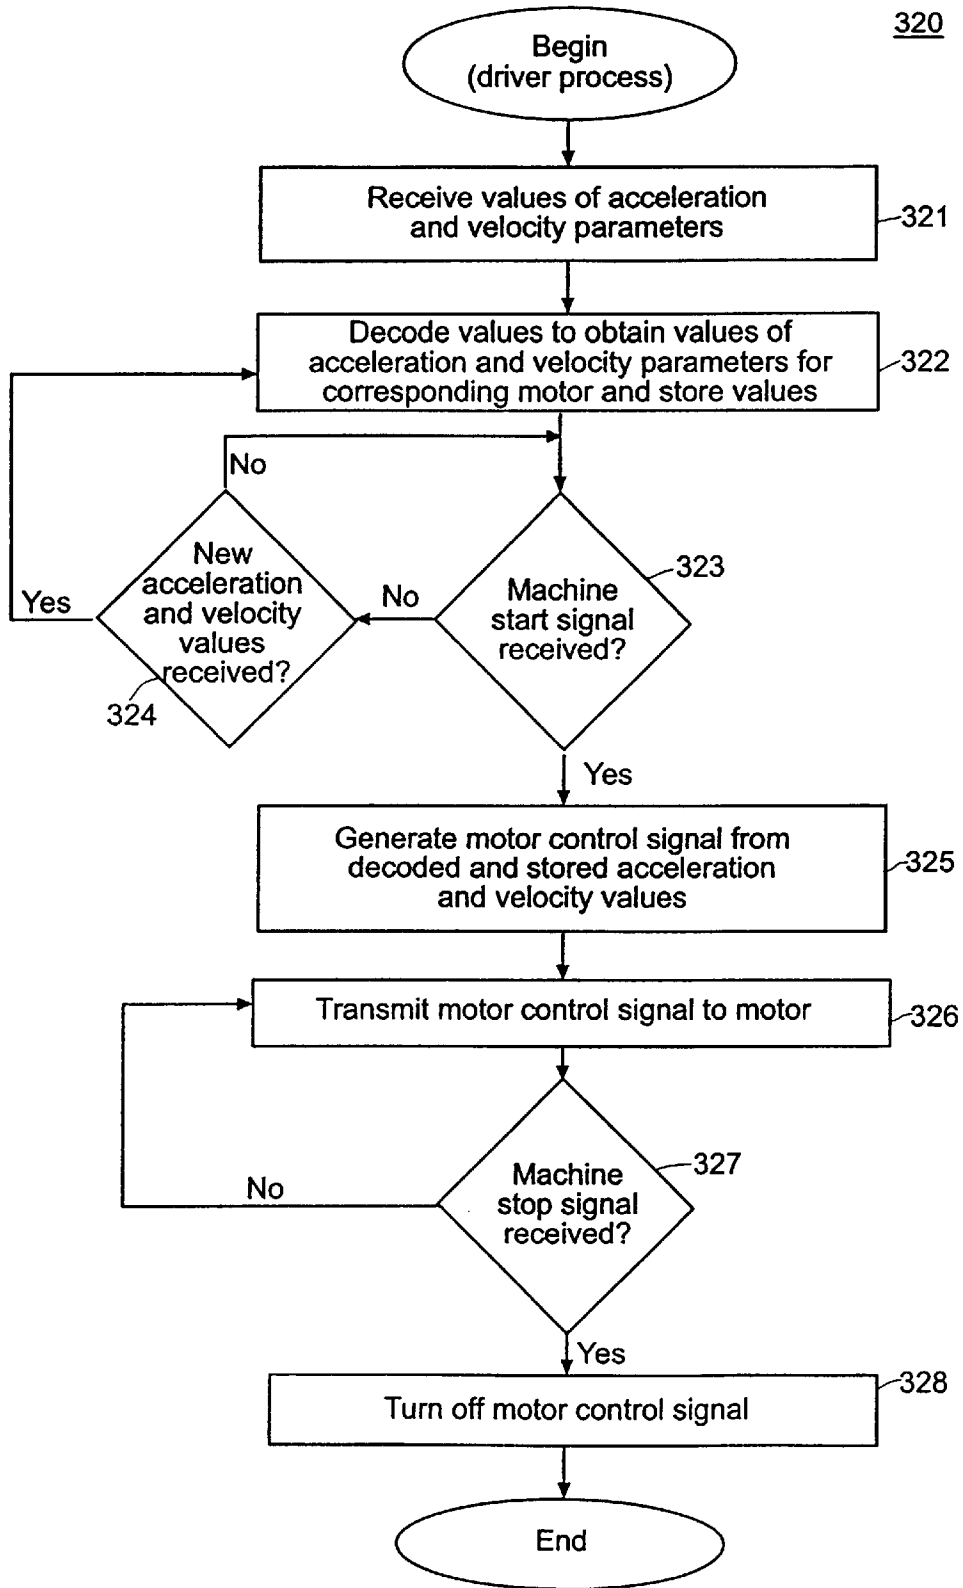 320
Begin
(driver process)
Receive values of acceleration
and velocity parameters
321
Decode values to obtain values of
acceleration and velocity parameters for
corresponding motor and store values
322
No
New
acceleration
and velocity
values
received?
324
Yes
No
Machine
start signal
received?
323
Yes
Generate motor control signal from
decoded and stored acceleration
and velocity values
325
Transmit motor control signal to motor
326
Machine
stop signal
received?
327
No
Yes
Turn off motor control signal
328
End